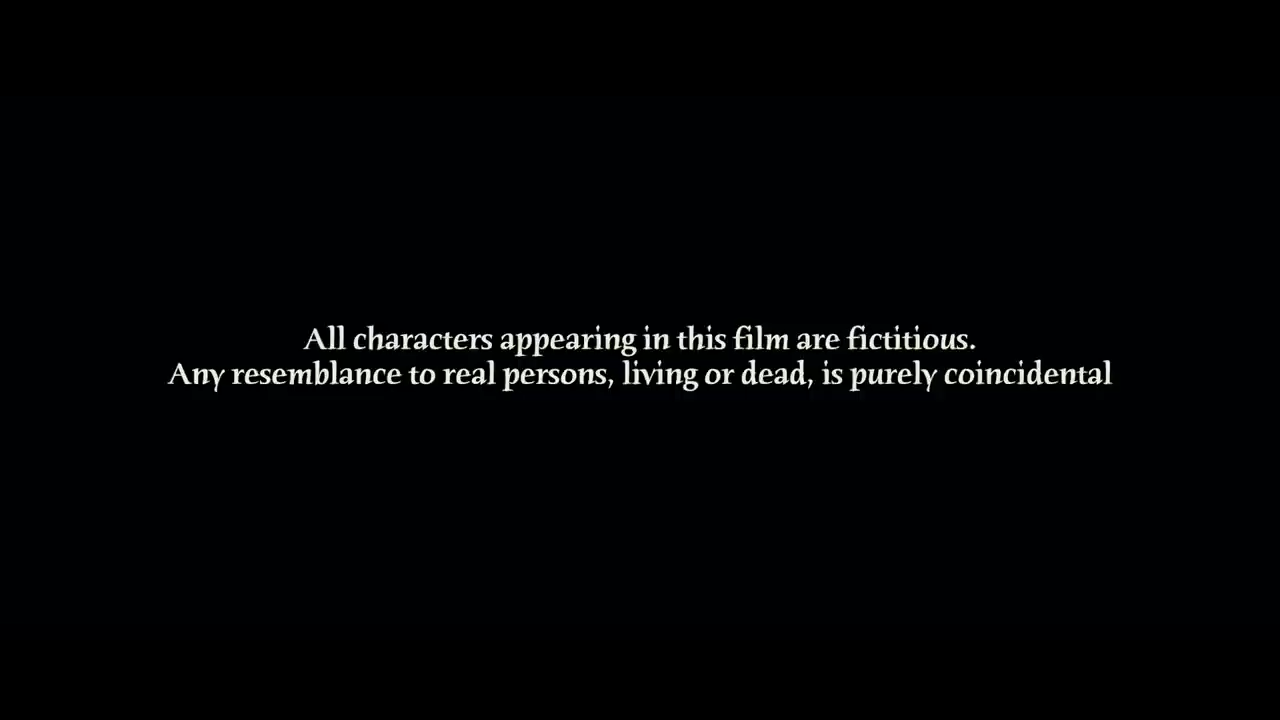 All characters appearing in this film are fictitious.
Any resemblance to real persons, living or dead, is purely coincidental